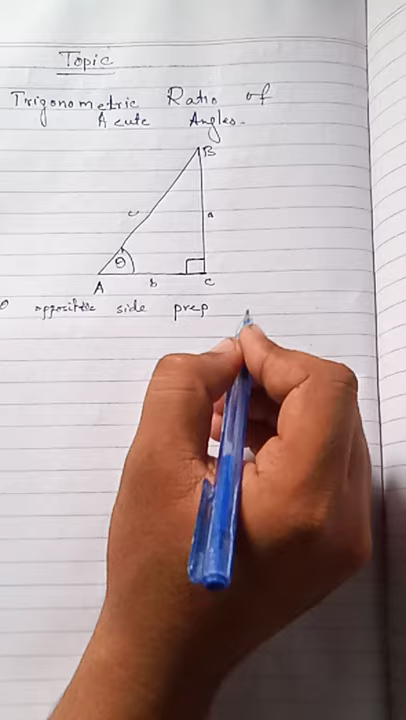 Topic
Trigonometric Ratio of
Acute Angles.
B
c
a
θ
A
b
C
θ opposite side prep